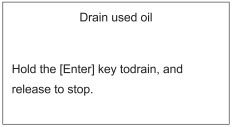 Drain used oil
Hold the [Enter] key todrain, and
release to stop.